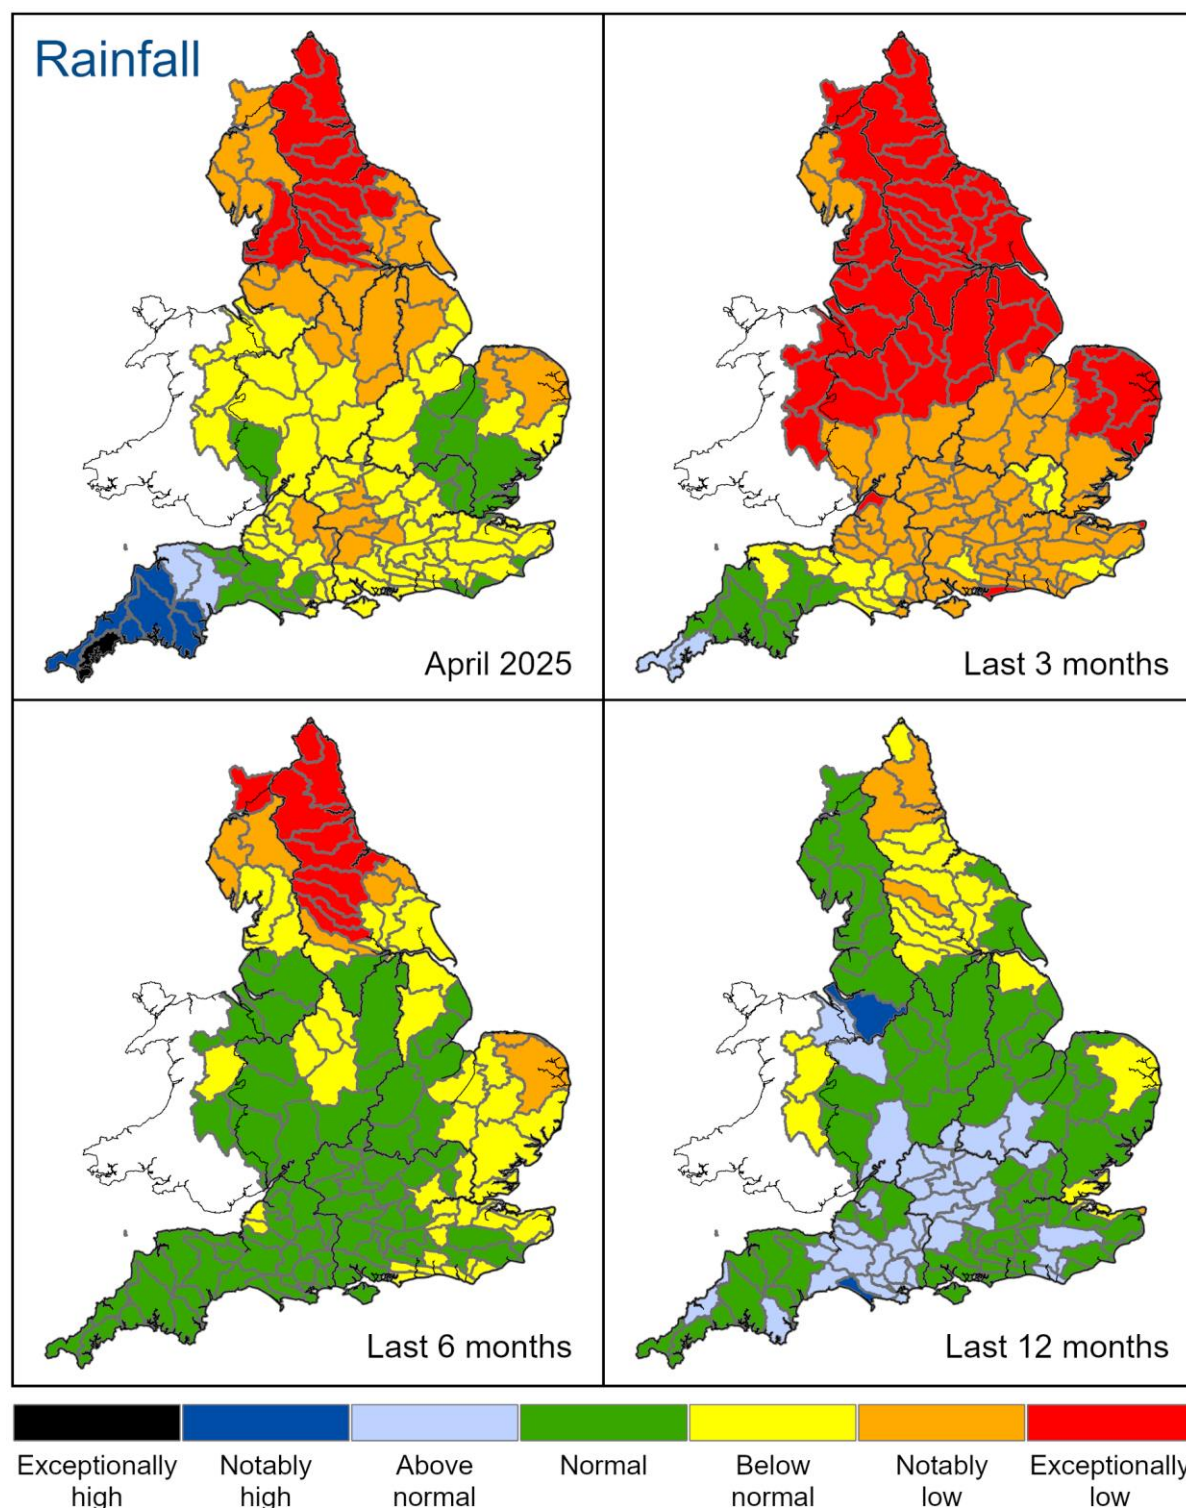 Rainfall
April 2025
Last 3 months
Last 6 months
Last 12 months
Exceptionally high
Notably high
Above normal
Normal
Below normal
Notably low
Exceptionally low